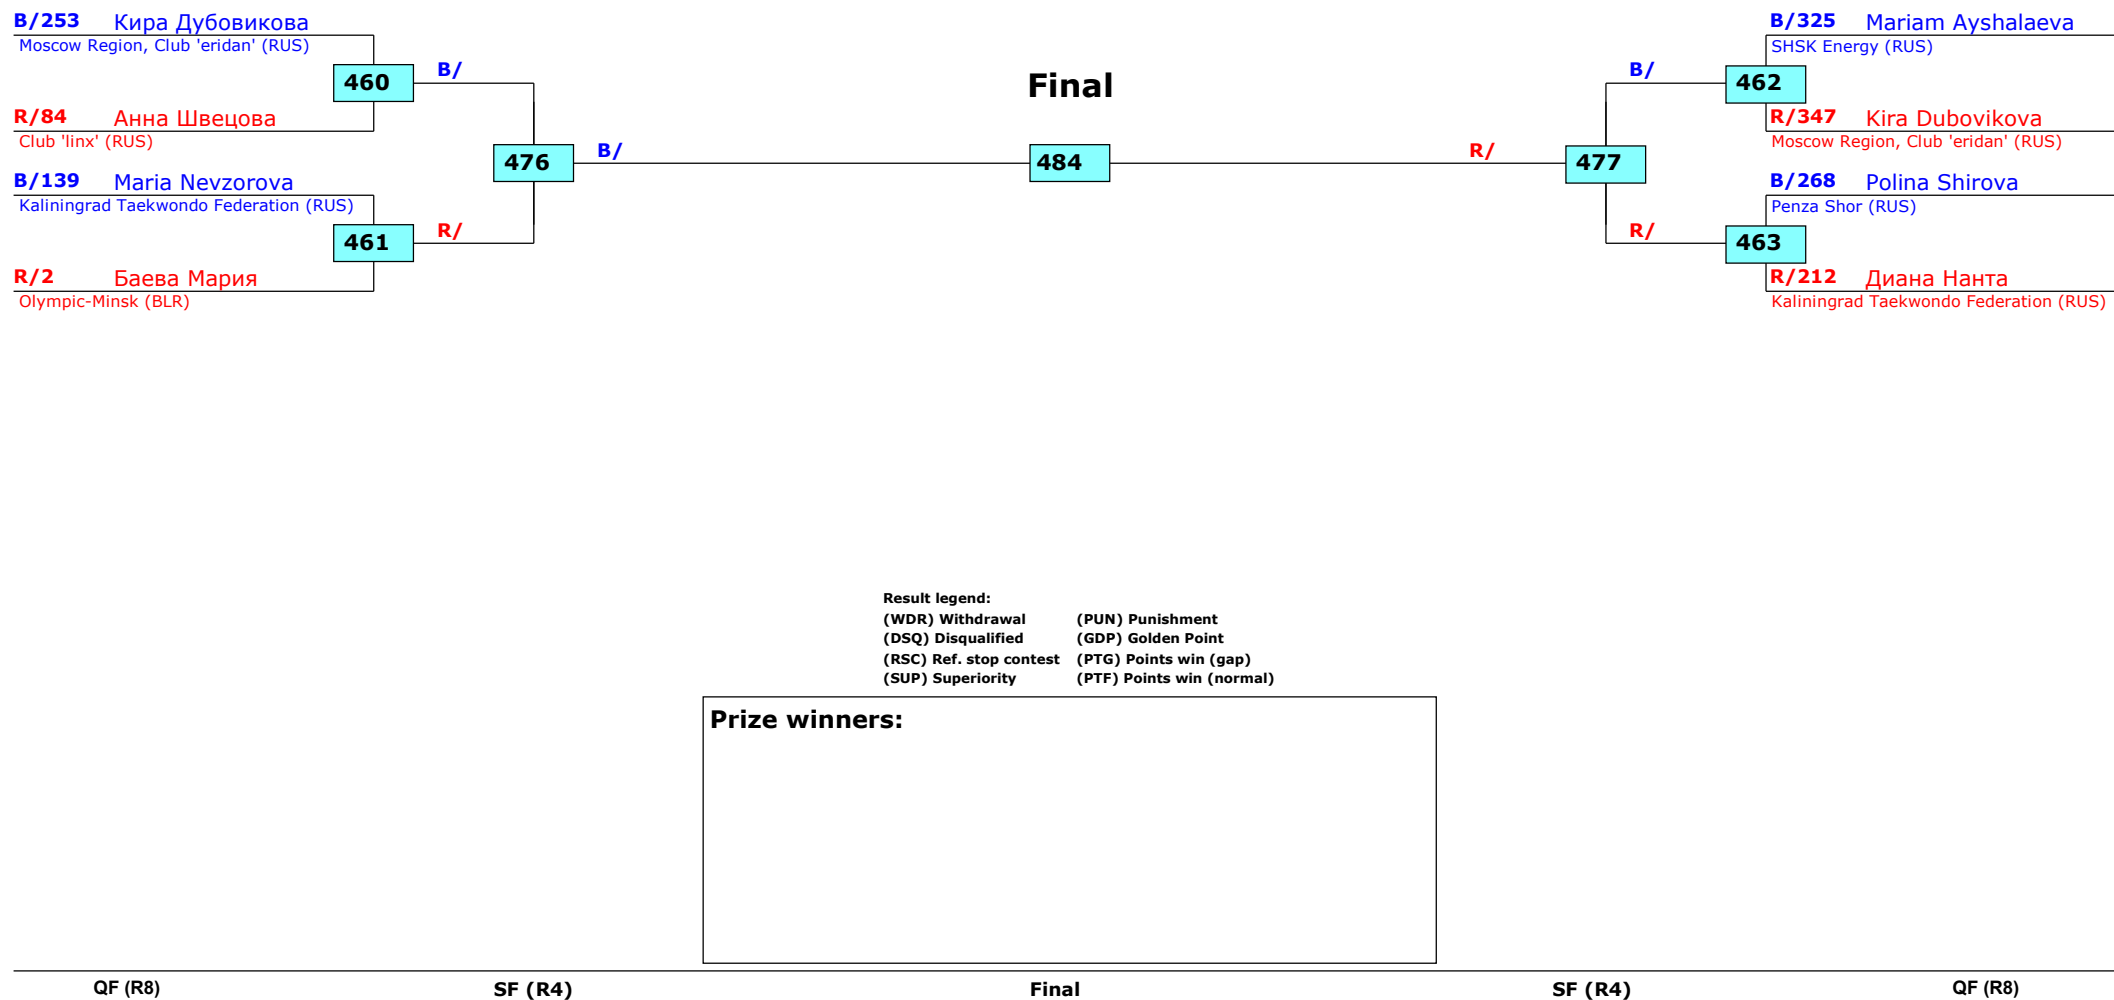 B/253 Кира Дубовикова
Moscow Region, Club 'eridan' (RUS)
460
B/
R/84 Анна Швецова
Club 'linx' (RUS)
476
B/
B/139 Maria Nevzorova
Kaliningrad Taekwondo Federation (RUS)
461
R/
R/2 Баева Мария
Olympic-Minsk (BLR)
Final
484
B/325 Mariam Ayshalaeva
SHSK Energy (RUS)
B/
462
R/347 Kira Dubovikova
Moscow Region, Club 'eridan' (RUS)
R/
477
B/268 Polina Shirova
Penza Shor (RUS)
R/
463
R/212 Диана Нанта
Kaliningrad Taekwondo Federation (RUS)
Result legend:
(WDR) Withdrawal (PUN) Punishment
(DSQ) Disqualified (GDP) Golden Point
(RSC) Ref. stop contest (PTG) Points win (gap)
(SUP) Superiority (PTF) Points win (normal)
Prize winners:
QF (R8) SF (R4) Final SF (R4) QF (R8)